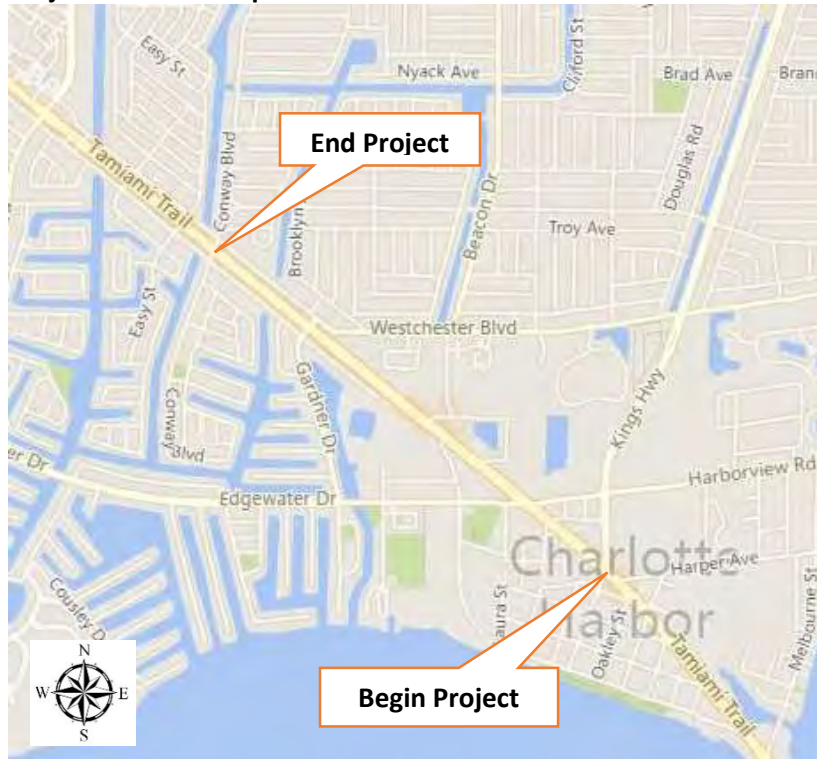 Easy St
Nyack Ave
Clifford St
Brad Ave
Bran
End Project
Tamiami Trail
Conway Blvd
Brooklyn
Beacon Dr
Douglas Rd
Troy Ave
Easy St
Westchester Blvd
Gardner Dr
Kings Hwy
Conway
Blvd
er Dr
Edgewater Dr
Harborview Rd
Charlotte
Harbor
Harper Ave
Laura St
Oakley St
Melbourne St
Tamiami Trail
Cousley D
Begin Project
N
W
E
S